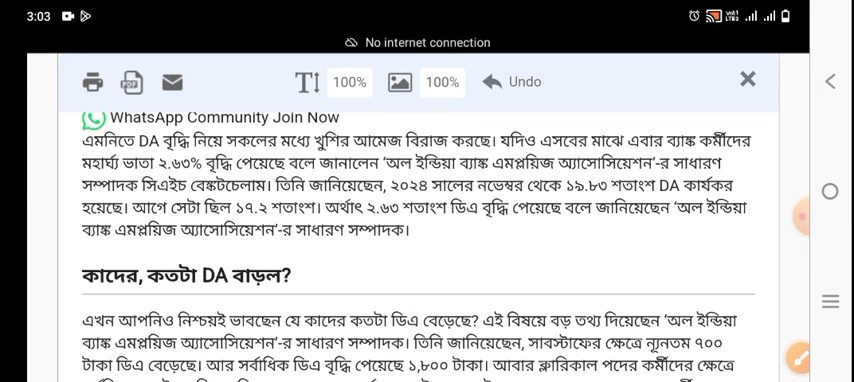 3:03
No internet connection
100%
100%
Undo
WhatsApp Community Join Now
এমনিতে DA বৃদ্ধি নিয়ে সকলের মধ্যে খুশির আমেজ বিরাজ করছে। যদিও এসবের মাঝে এবার ব্যাঙ্ক কর্মীদের
মহার্ঘ্য ভাতা ২.৬৩% বৃদ্ধি পেয়েছে বলে জানালেন ‘অল ইন্ডিয়া ব্যাঙ্ক এমপ্লয়িজ অ্যাসোসিয়েশন’-র সাধারণ
সম্পাদক সিএইচ বেঙ্কটচেলাম। তিনি জানিয়েছেন, ২০২৪ সালের নভেম্বর থেকে ১৯.৮৩ শতাংশ DA কার্যকর
হয়েছে। আগে সেটা ছিল ১৭.২ শতাংশ। অর্থাৎ ২.৬৩ শতাংশ ডিএ বৃদ্ধি পেয়েছে বলে জানিয়েছেন ‘অল ইন্ডিয়া
ব্যাঙ্ক এমপ্লয়িজ অ্যাসোসিয়েশন’-র সাধারণ সম্পাদক।
কাদের, কতটা DA বাড়ল?
এখন আপনিও নিশ্চয়ই ভাবছেন যে কাদের কতটা ডিএ বেড়েছে? এই বিষয়ে বড় তথ্য দিয়েছেন ‘অল ইন্ডিয়া
ব্যাঙ্ক এমপ্লয়িজ অ্যাসোসিয়েশন’-র সাধারণ সম্পাদক। তিনি জানিয়েছেন, সাবস্টাফের ক্ষেত্রে ন্যূনতম ৭০০
টাকা ডিএ বেড়েছে। আর সর্বাধিক ডিএ বৃদ্ধি পেয়েছে ১,৮০০ টাকা। আবার ক্লারিকাল পদের কর্মীদের ক্ষেত্রে